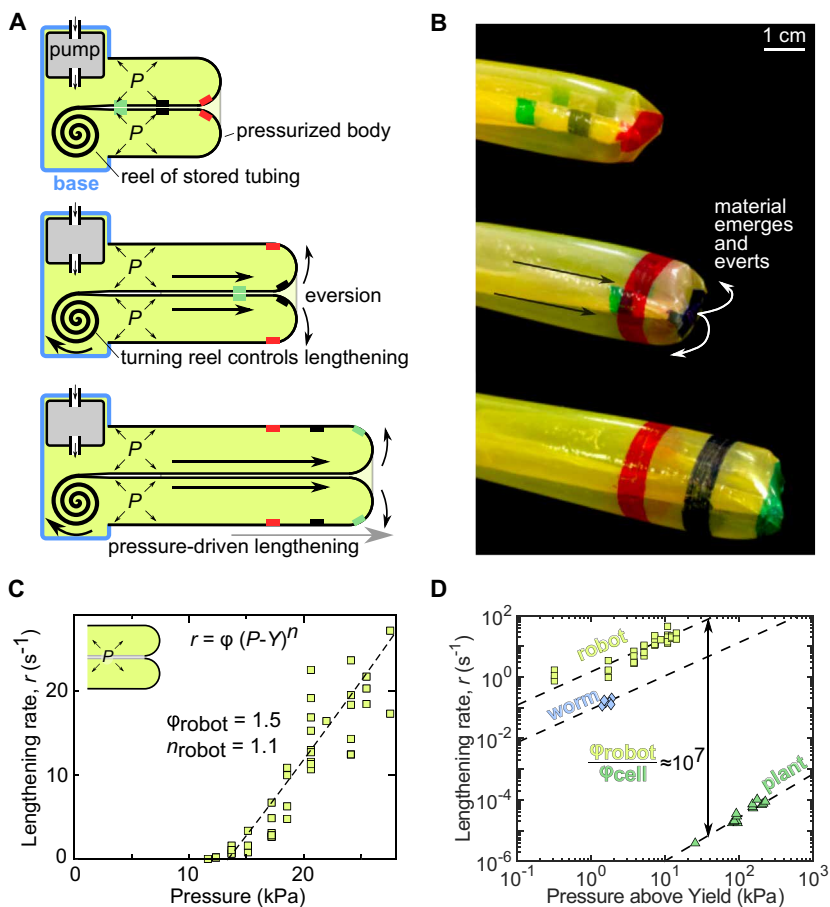 A
pump
P
P
pressurized body
reel of stored tubing
base
P
P
eversion
turning reel controls lengthening
P
P
pressure-driven lengthening
B
1 cm
material
emerges
and
everts
C
Lengthening rate, r (s⁻¹)
20
10
0
0
10
20
Pressure (kPa)
P
r = φ (P-Y)ⁿ
φrobot = 1.5
nrobot = 1.1
D
Lengthening rate, r (s⁻¹)
10²
10⁰
10⁻²
10⁻⁴
10⁻⁶
10⁻¹
10⁰
10¹
10²
10³
Pressure above Yield (kPa)
robot
worm
plant
φrobot
φcell
≈10⁷